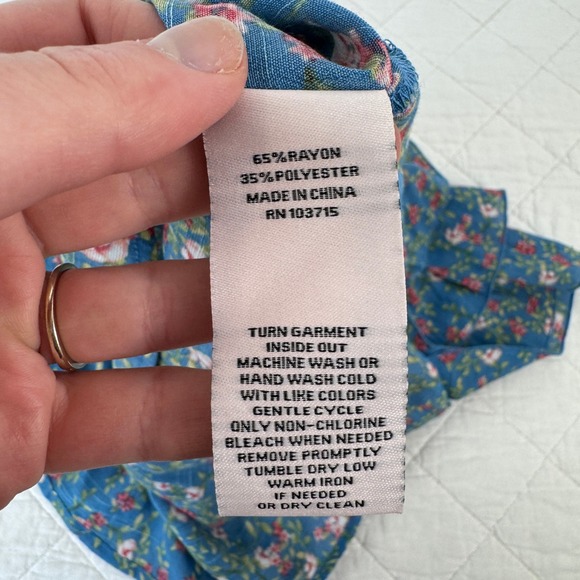 65% RAYON
35% POLYESTER
MADE IN CHINA
RN 103715
TURN GARMENT
INSIDE OUT
MACHINE WASH OR
HAND WASH COLD
WITH LIKE COLORS
GENTLE CYCLE
ONLY NON-CHLORINE
BLEACH WHEN NEEDED
REMOVE PROMPTLY
TUMBLE DRY LOW
WARM IRON
IF NEEDED
OR DRY CLEAN